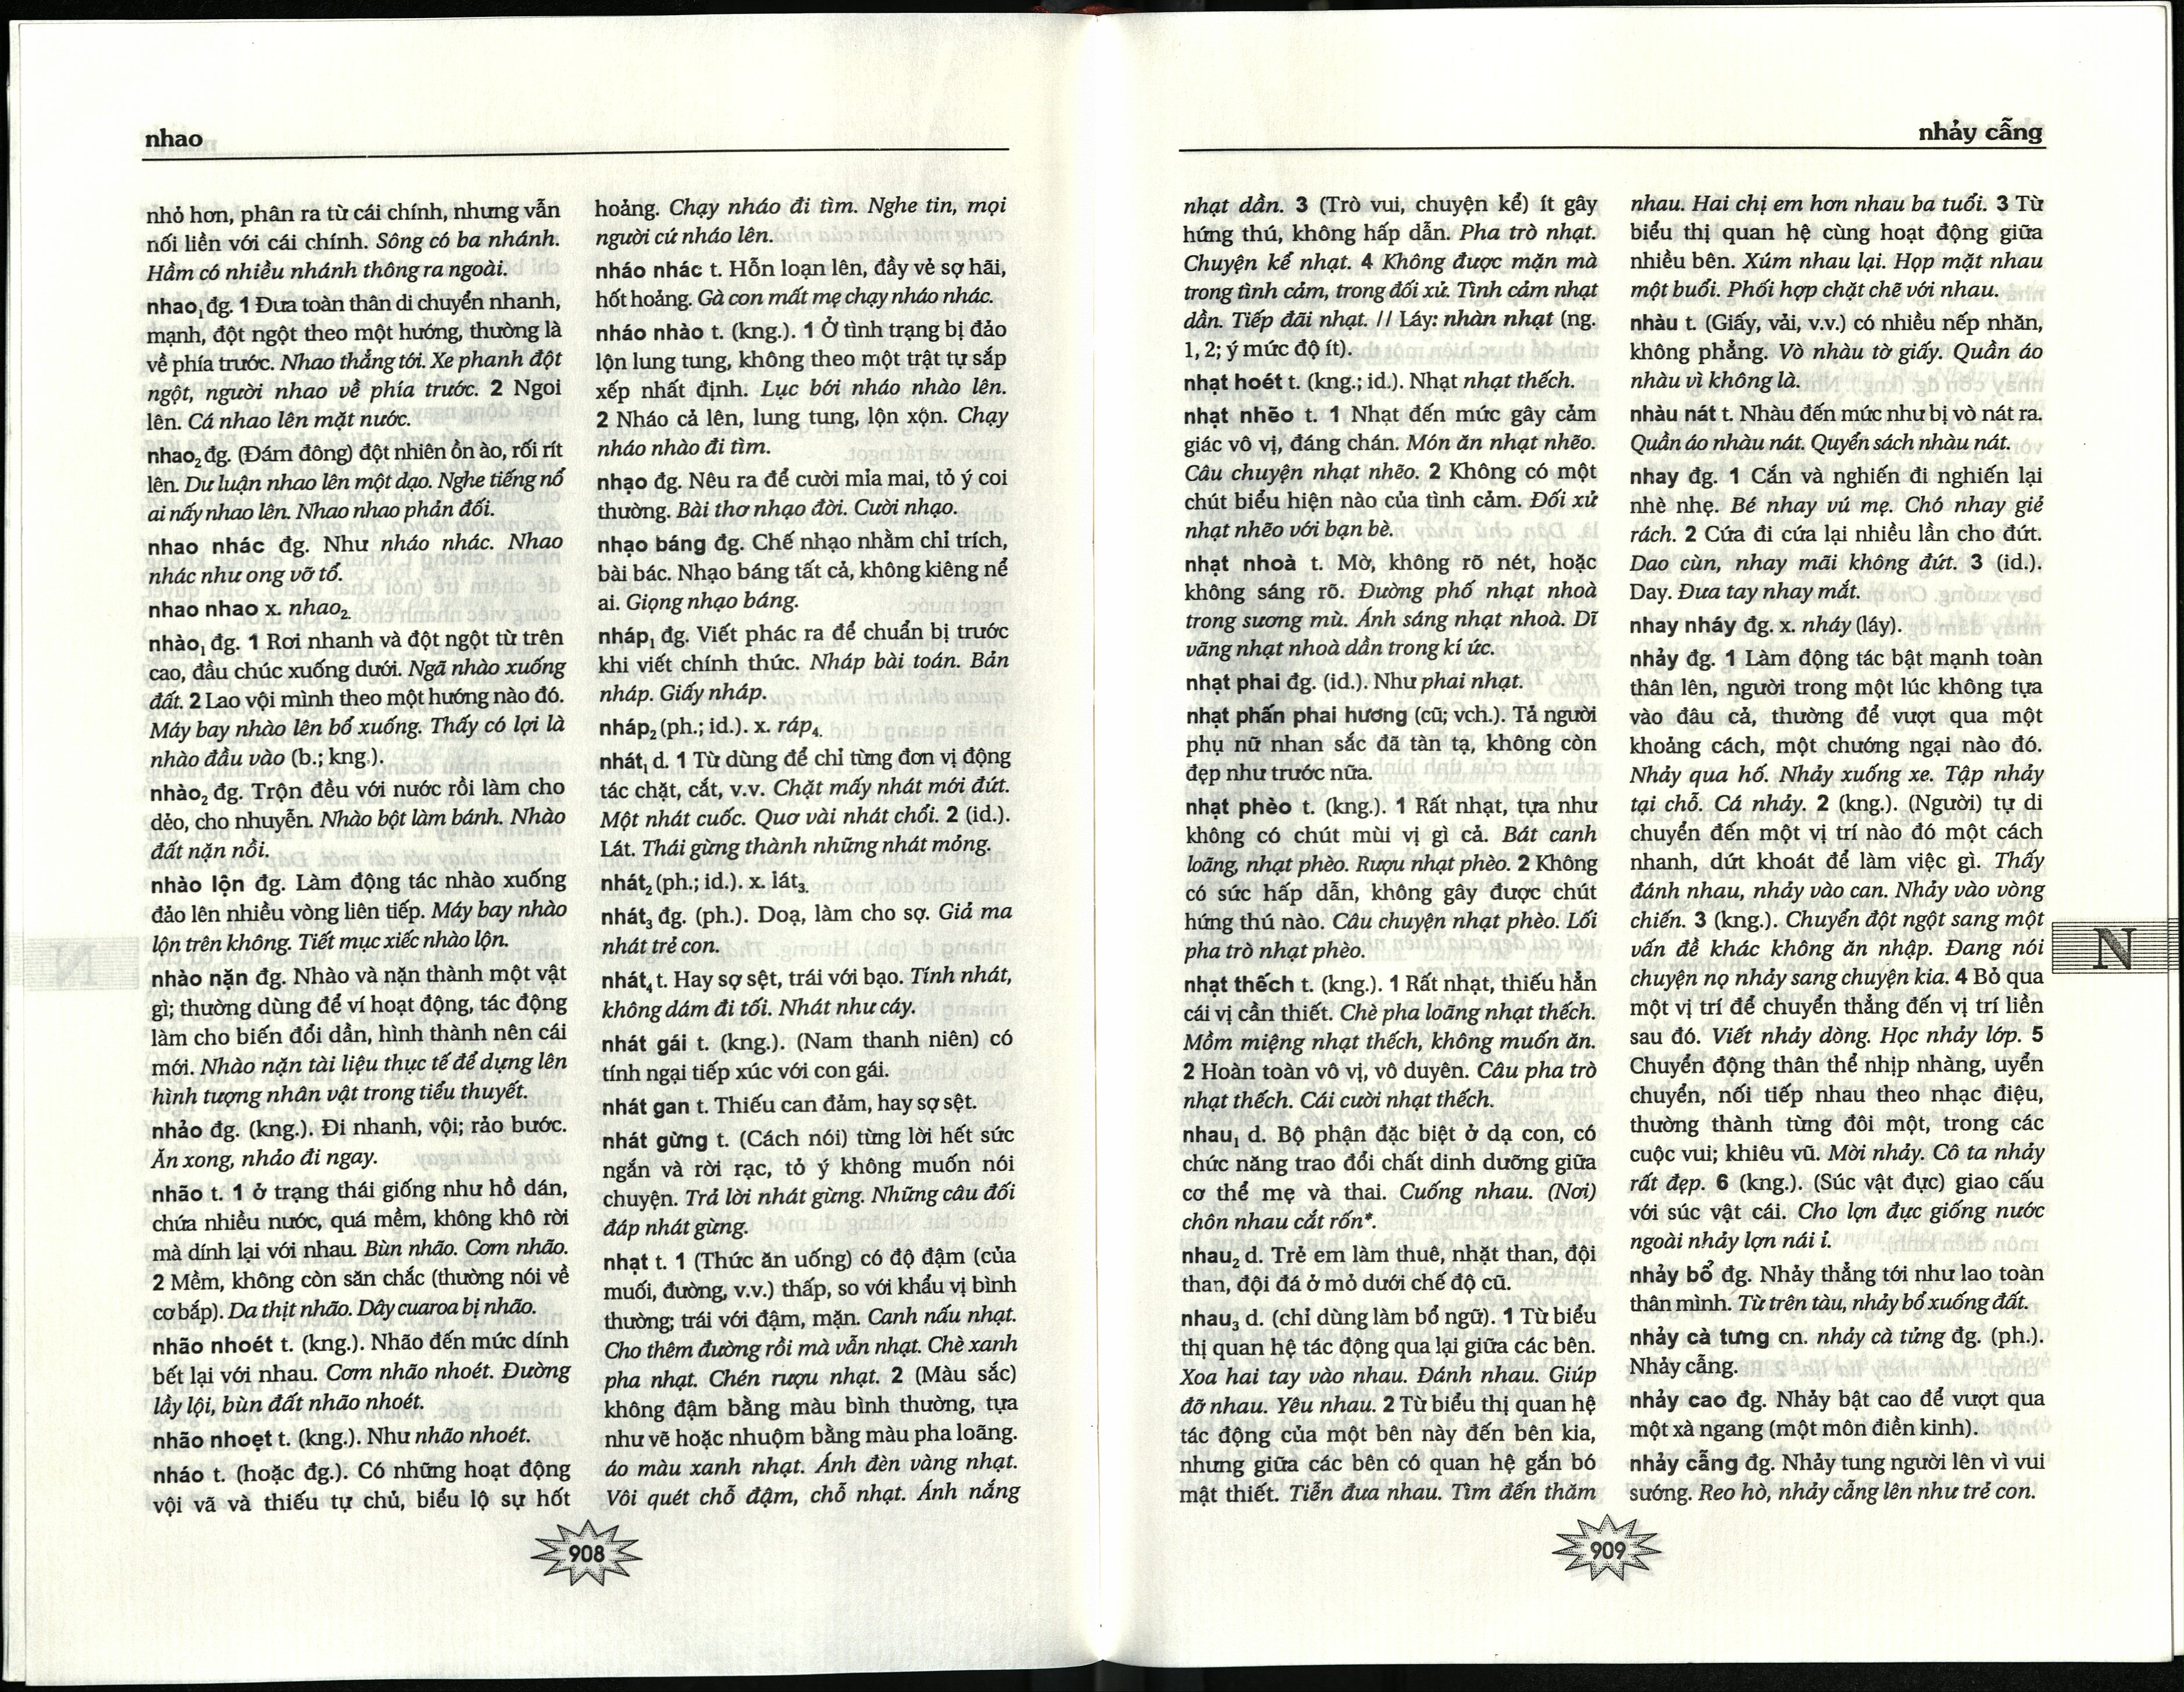 nhao
nhỏ hơn, phân ra từ cái chính, nhưng vẫn
nối liền với cái chính. Sông có ba nhánh.
Hầm có nhiều nhánh thông ra ngoài.
nhao₁ đg. 1 Đưa toàn thân di chuyển nhanh,
mạnh, đột ngột theo một hướng, thường là
về phía trước. Nhao thẳng tới. Xe phanh đột
ngột, người nhao về phía trước. 2 Ngoi
lên. Cá nhao lên mặt nước.
nhao₂ đg. (Đám đông) đột nhiên ồn ào, rối rít
lên. Dư luận nhao lên một dạo. Nghe tiếng nổ
ai nấy nhao lên. Nhao nhao phản đối.
nhao nhác đg. Như nháo nhác. Nhao
nhác như ong vỡ tổ.
nhao nhao x. nhao₂.
nhào₁ đg. 1 Rơi nhanh và đột ngột từ trên
cao, đầu chúc xuống dưới. Ngã nhào xuống
đất. 2 Lao vội mình theo một hướng nào đó.
Máy bay nhào lên bổ xuống. Thấy có lợi là
nhào đầu vào (b.; kng.).
nhào₂ đg. Trộn đều với nước rồi làm cho
dẻo, cho nhuyễn. Nhào bột làm bánh. Nhào
đất nặn nồi.
nhào lộn đg. Làm động tác nhào xuống
đảo lên nhiều vòng liên tiếp. Máy bay nhào
lộn trên không. Tiết mục xiếc nhào lộn.
nhào nặn đg. Nhào và nặn thành một vật
gì; thường dùng để ví hoạt động, tác động
làm cho biến đổi dần, hình thành nên cái
mới. Nhào nặn tài liệu thực tế để dựng lên
hình tượng nhân vật trong tiểu thuyết.
nhảo đg. (kng.). Đi nhanh, vội; rảo bước.
Ăn xong, nhảo đi ngay.
nhão t. 1 ở trạng thái giống như hồ dán,
chứa nhiều nước, quá mềm, không khô rời
mà dính lại với nhau. Bùn nhão. Cơm nhão.
2 Mềm, không còn săn chắc (thường nói về
cơ bắp). Da thịt nhão. Dây cuaroa bị nhão.
nhão nhoét t. (kng.). Nhão đến mức dính
bết lại với nhau. Cơm nhão nhoét. Đường
lầy lội, bùn đất nhão nhoét.
nhão nhoẹt t. (kng.). Như nhão nhoét.
nháo t. (hoặc đg.). Có những hoạt động
vội vã và thiếu tự chủ, biểu lộ sự hốt
hoảng. Chạy nháo đi tìm. Nghe tin, mọi
người cứ nháo lên.
nháo nhác t. Hỗn loạn lên, đầy vẻ sợ hãi,
hốt hoảng. Gà con mất mẹ chạy nháo nhác.
nháo nhào t. (kng.). 1 Ở tình trạng bị đảo
lộn lung tung, không theo một trật tự sắp
xếp nhất định. Lục bới nháo nhào lên.
2 Nháo cả lên, lung tung, lộn xộn. Chạy
nháo nhào đi tìm.
nhạo đg. Nêu ra để cười mỉa mai, tỏ ý coi
thường. Bài thơ nhạo đời. Cười nhạo.
nhạo báng đg. Chế nhạo nhằm chỉ trích,
bài bác. Nhạo báng tất cả, không kiêng nể
ai. Giọng nhạo báng.
nháp₁ đg. Viết phác ra để chuẩn bị trước
khi viết chính thức. Nháp bài toán. Bản
nháp. Giấy nháp.
nháp₂ (ph.; id.). x. ráp₄.
nhát₁ d. 1 Từ dùng để chỉ từng đơn vị động
tác chặt, cắt, v.v. Chặt mấy nhát mới đứt.
Một nhát cuốc. Quơ vài nhát chổi. 2 (id.).
Lát. Thái gừng thành những nhát mỏng.
nhát₂ (ph.; id.). x. lát₃.
nhát₃ đg. (ph.). Doạ, làm cho sợ. Giả ma
nhát trẻ con.
nhát₄ t. Hay sợ sệt, trái với bạo. Tính nhát,
không dám đi tối. Nhát như cáy.
nhát gái t. (kng.). (Nam thanh niên) có
tính ngại tiếp xúc với con gái.
nhát gan t. Thiếu can đảm, hay sợ sệt.
nhát gừng t. (Cách nói) từng lời hết sức
ngắn và rời rạc, tỏ ý không muốn nói
chuyện. Trả lời nhát gừng. Những câu đối
đáp nhát gừng.
nhạt t. 1 (Thức ăn uống) có độ đậm (của
muối, đường, v.v.) thấp, so với khẩu vị bình
thường; trái với đậm, mặn. Canh nấu nhạt.
Cho thêm đường rồi mà vẫn nhạt. Chè xanh
pha nhạt. Chén rượu nhạt. 2 (Màu sắc)
không đậm bằng màu bình thường, tựa
như vẽ hoặc nhuộm bằng màu pha loãng.
áo màu xanh nhạt. Ánh đèn vàng nhạt.
Vôi quét chỗ đậm, chỗ nhạt. Ánh nắng
908
nhảy cẫng
nhạt dần. 3 (Trò vui, chuyện kể) ít gây
hứng thú, không hấp dẫn. Pha trò nhạt.
Chuyện kể nhạt. 4 Không được mặn mà
trong tình cảm, trong đối xử. Tình cảm nhạt
dần. Tiếp đãi nhạt. // Láy: nhàn nhạt (ng.
1, 2; ý mức độ ít).
nhạt hoét t. (kng.; id.). Nhạt nhạt thếch.
nhạt nhẽo t. 1 Nhạt đến mức gây cảm
giác vô vị, đáng chán. Món ăn nhạt nhẽo.
Câu chuyện nhạt nhẽo. 2 Không có một
chút biểu hiện nào của tình cảm. Đối xử
nhạt nhẽo với bạn bè.
nhạt nhoà t. Mờ, không rõ nét, hoặc
không sáng rõ. Đường phố nhạt nhoà
trong sương mù. Ánh sáng nhạt nhoà. Dĩ
vãng nhạt nhoà dần trong kí ức.
nhạt phai đg. (id.). Như phai nhạt.
nhạt phấn phai hương (cũ; vch.). Tả người
phụ nữ nhan sắc đã tàn tạ, không còn
đẹp như trước nữa.
nhạt phèo t. (kng.). 1 Rất nhạt, tựa như
không có chút mùi vị gì cả. Bát canh
loãng, nhạt phèo. Rượu nhạt phèo. 2 Không
có sức hấp dẫn, không gây được chút
hứng thú nào. Câu chuyện nhạt phèo. Lối
pha trò nhạt phèo.
nhạt thếch t. (kng.). 1 Rất nhạt, thiếu hẳn
cái vị cần thiết. Chè pha loãng nhạt thếch.
Mồm miệng nhạt thếch, không muốn ăn.
2 Hoàn toàn vô vị, vô duyên. Câu pha trò
nhạt thếch. Cái cười nhạt thếch.
nhau₁ d. Bộ phận đặc biệt ở dạ con, có
chức năng trao đổi chất dinh dưỡng giữa
cơ thể mẹ và thai. Cuống nhau. (Nơi)
chôn nhau cắt rốn*.
nhau₂ d. Trẻ em làm thuê, nhặt than, đội
than, đội đá ở mỏ dưới chế độ cũ.
nhau₃ d. (chỉ dùng làm bổ ngữ). 1 Từ biểu
thị quan hệ tác động qua lại giữa các bên.
Xoa hai tay vào nhau. Đánh nhau. Giúp
đỡ nhau. Yêu nhau. 2 Từ biểu thị quan hệ
tác động của một bên này đến bên kia,
nhưng giữa các bên có quan hệ gắn bó
mật thiết. Tiễn đưa nhau. Tìm đến thăm
nhau. Hai chị em hơn nhau ba tuổi. 3 Từ
biểu thị quan hệ cùng hoạt động giữa
nhiều bên. Xúm nhau lại. Họp mặt nhau
một buổi. Phối hợp chặt chẽ với nhau.
nhàu t. (Giấy, vải, v.v.) có nhiều nếp nhăn,
không phẳng. Vò nhàu tờ giấy. Quần áo
nhàu vì không là.
nhàu nát t. Nhàu đến mức như bị vò nát ra.
Quần áo nhàu nát. Quyển sách nhàu nát.
nhay đg. 1 Cắn và nghiến đi nghiến lại
nhè nhẹ. Bé nhay vú mẹ. Chó nhay giẻ
rách. 2 Cứa đi cứa lại nhiều lần cho đứt.
Dao cùn, nhay mãi không đứt. 3 (id.).
Day. Đưa tay nhay mắt.
nhay nháy đg. x. nháy (láy).
nhảy đg. 1 Làm động tác bật mạnh toàn
thân lên, người trong một lúc không tựa
vào đâu cả, thường để vượt qua một
khoảng cách, một chướng ngại nào đó.
Nhảy qua hố. Nhảy xuống xe. Tập nhảy
tại chỗ. Cá nhảy. 2 (kng.). (Người) tự di
chuyển đến một vị trí nào đó một cách
nhanh, dứt khoát để làm việc gì. Thấy
đánh nhau, nhảy vào can. Nhảy vào vòng
chiến. 3 (kng.). Chuyển đột ngột sang một
vấn đề khác không ăn nhập. Đang nói
chuyện nọ nhảy sang chuyện kia. 4 Bỏ qua
một vị trí để chuyển thẳng đến vị trí liền
sau đó. Viết nhảy dòng. Học nhảy lớp. 5
Chuyển động thân thể nhịp nhàng, uyển
chuyển, nối tiếp nhau theo nhạc điệu,
thường thành từng đôi một, trong các
cuộc vui; khiêu vũ. Mời nhảy. Cô ta nhảy
rất đẹp. 6 (kng.). (Súc vật đực) giao cấu
với súc vật cái. Cho lợn đực giống nước
ngoài nhảy lợn nái ỉ.
nhảy bổ đg. Nhảy thẳng tới như lao toàn
thân mình. Từ trên tàu, nhảy bổ xuống đất.
nhảy cà tưng cn. nhảy cà tửng đg. (ph.).
Nhảy cẫng.
nhảy cao đg. Nhảy bật cao để vượt qua
một xà ngang (một môn điền kinh).
nhảy cẫng đg. Nhảy tung người lên vì vui
sướng. Reo hò, nhảy cẫng lên như trẻ con.
N
909